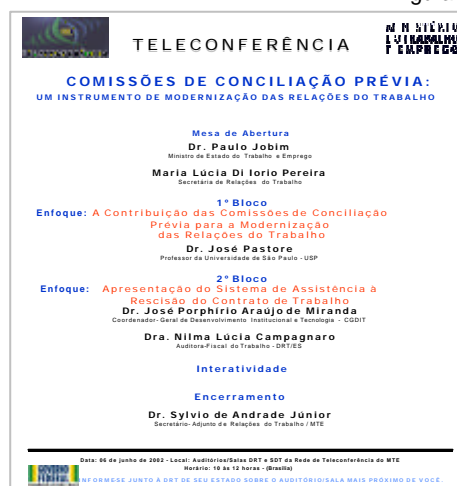 TELECONFERÊNCIA
MINISTÉRIO
DO TRABALHO
E EMPREGO
COMISSÕES DE CONCILIAÇÃO PRÉVIA:
UM INSTRUMENTO DE MODERNIZAÇÃO DAS RELAÇÕES DO TRABALHO
Mesa de Abertura
Dr. Paulo Jobim
Ministro de Estado do Trabalho e Emprego
Maria Lúcia Di Iorio Pereira
Secretária de Relações do Trabalho
1º Bloco
Enfoque: A Contribuição das Comissões de Conciliação
Prévia para a Modernização
das Relações do Trabalho
Dr. José Pastore
Professor da Universidade de São Paulo - USP
2º Bloco
Enfoque: Apresentação do Sistema de Assistência à
Rescisão do Contrato de Trabalho
Dr. José Porphírio Araújo de Miranda
Coordenador-Geral de Desenvolvimento Institucional e Tecnologia - CGDIT
Dra. Nilma Lúcia Campagnaro
Auditora-Fiscal do Trabalho - DRT/ES
Interatividade
Encerramento
Dr. Sylvio de Andrade Júnior
Secretário-Adjunto de Relações do Trabalho / MTE
Data: 06 de junho de 2002 - Local: Auditórios/Salas DRT e SDT da Rede de Teleconferência do MTE
Horário: 10 às 12 horas - (Brasília)
NFORME-SE JUNTO À DRT DE SEU ESTADO SOBRE O AUDITÓRIO/SALA MAIS PRÓXIMO DE VOCÊ.